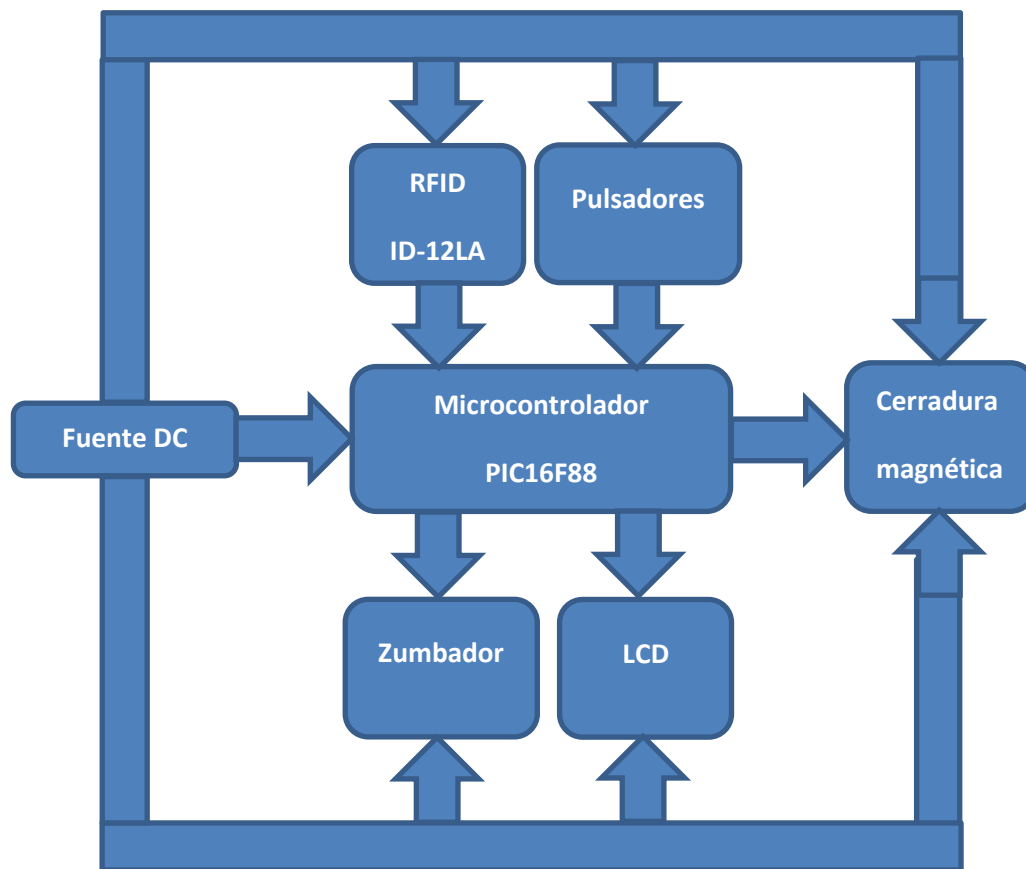 RFID
ID-12LA
Pulsadores
Fuente DC
Microcontrolador
PIC16F88
Cerradura
magnética
Zumbador
LCD